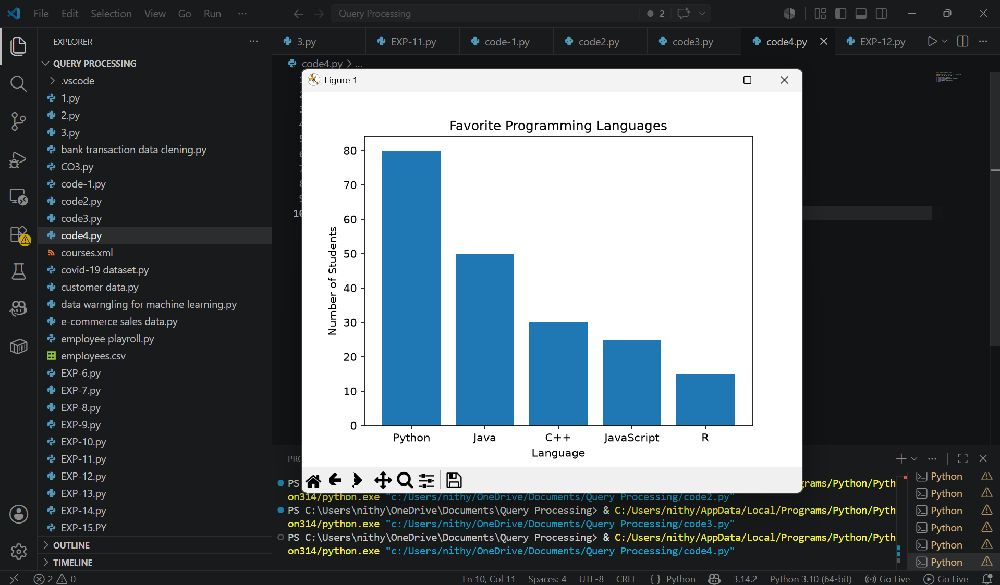 File Edit Selection View Go Run ···
Query Processing
2
EXPLORER ···
3.py EXP-11.py code-1.py code2.py code3.py code4.py EXP-12.py
QUERY PROCESSING
code4.py > ...
.vscode
1.py
2.py
3.py
bank transaction data clening.py
CO3.py
code-1.py
code2.py
code3.py
code4.py
courses.xml
covid-19 dataset.py
customer data.py
data warngling for machine learning.py
e-commerce sales data.py
employee playroll.py
employees.csv
EXP-6.py
EXP-7.py
EXP-8.py
EXP-9.py
EXP-10.py
EXP-11.py
EXP-12.py
EXP-13.py
EXP-14.py
EXP-15.PY
OUTLINE
TIMELINE
Figure 1
Favorite Programming Languages
80
70
60
50
40
30
20
10
0
Number of Students
Python Java C++ JavaScript R
Language
PS grams/Python/Pyth
on314/python.exe "c:/Users/nithy/OneDrive/Documents/Query Processing/code2.py"
PS C:\Users\nithy\OneDrive\Documents\Query Processing> & C:/Users/nithy/AppData/Local/Programs/Python/Pyth
on314/python.exe "c:/Users/nithy/OneDrive/Documents/Query Processing/code3.py"
PS C:\Users\nithy\OneDrive\Documents\Query Processing> & C:/Users/nithy/AppData/Local/Programs/Python/Pyth
on314/python.exe "c:/Users/nithy/OneDrive/Documents/Query Processing/code4.py"
Python
Python
Python
Python
Python
Python
2 0
Ln 10, Col 11 Spaces: 4 UTF-8 CRLF { } Python 3.14.2 Python 3.10 (64-bit) Go Live Go Live